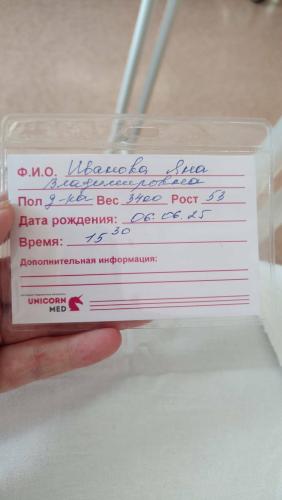 Ф.И.О. Иванова Яна
Владимировна
Пол д-ка Вес 3400 Рост 53
Дата рождения: 06.06.25
Время: 15 30
Дополнительная информация:
UNICORN
MED